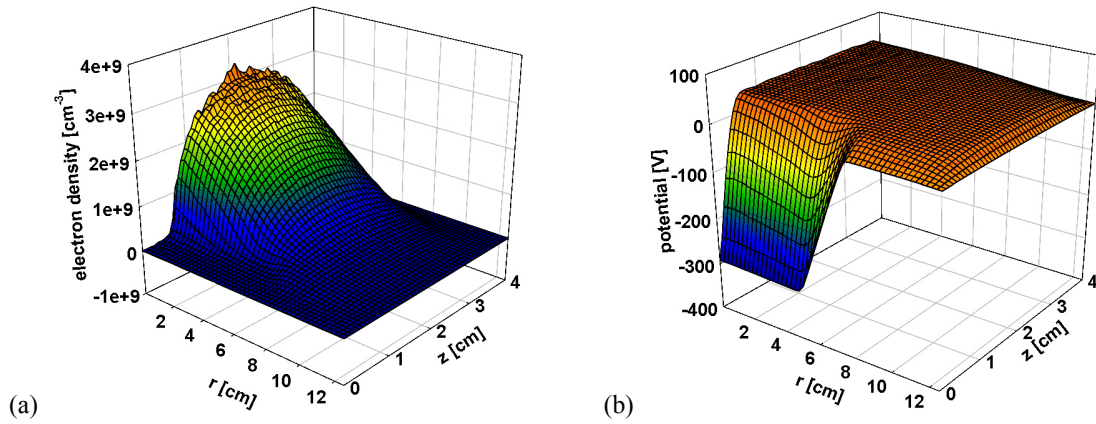 4e+9
3e+9
2e+9
1e+9
0
-1e+9
electron density [cm-3]
2
4
6
8
10
12
r [cm]
0
1
2
3
4
z [cm]
(a)
100
0
-100
-200
-300
-400
potential [V]
2
4
6
8
10
12
r [cm]
0
1
2
3
4
z [cm]
(b)